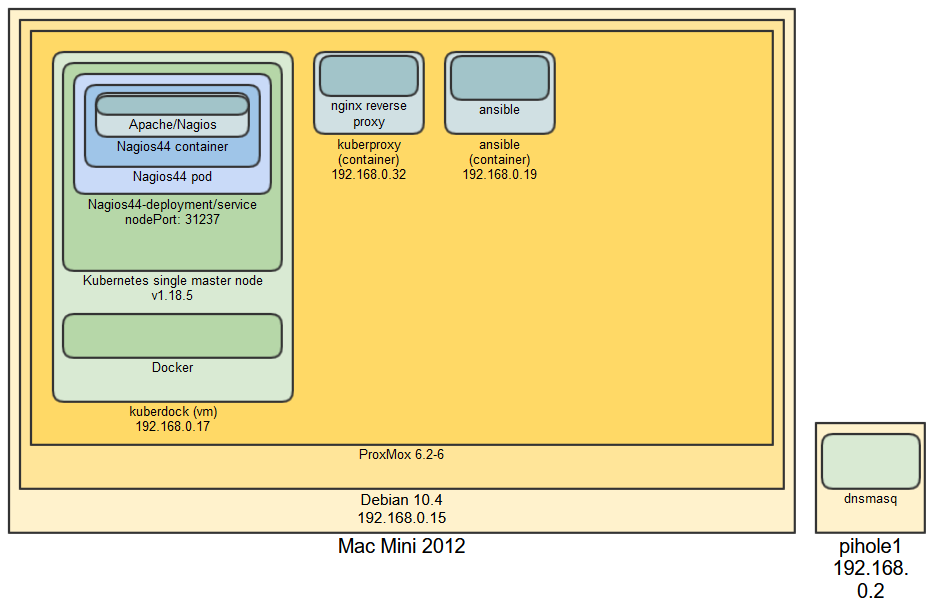 Apache/Nagios
Nagios44 container
Nagios44 pod
Nagios44-deployment/service
nodePort: 31237
Kubernetes single master node
v1.18.5
Docker
kuberdock (vm)
192.168.0.17
nginx reverse
proxy
kuberproxy
(container)
192.168.0.32
ansible
ansible
(container)
192.168.0.19
ProxMox 6.2-6
Debian 10.4
192.168.0.15
Mac Mini 2012
dnsmasq
pihole1
192.168.
0.2